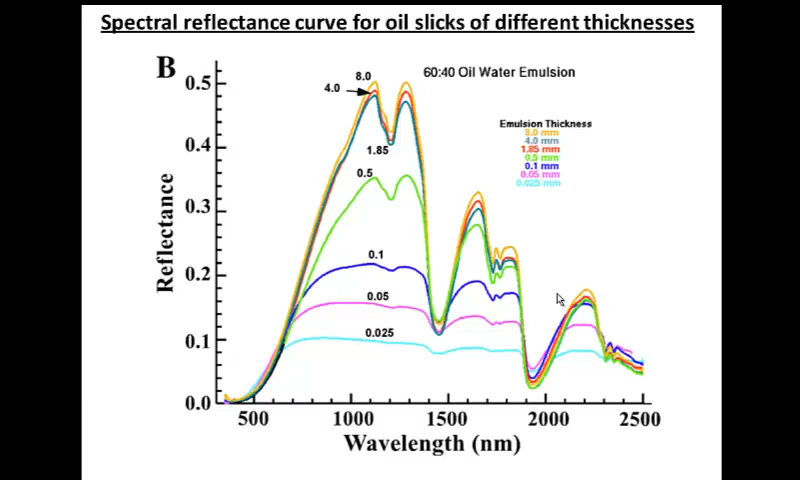 Spectral reflectance curve for oil slicks of different thicknesses
B
60:40 Oil Water Emulsion
8.0
4.0
1.85
0.5
0.1
0.05
0.025
Emulsion Thickness
8.0 mm
4.0 mm
1.85 mm
0.5 mm
0.1 mm
0.05 mm
0.025 mm
Reflectance
0.5
0.4
0.3
0.2
0.1
0.0
500 1000 1500 2000 2500
Wavelength (nm)